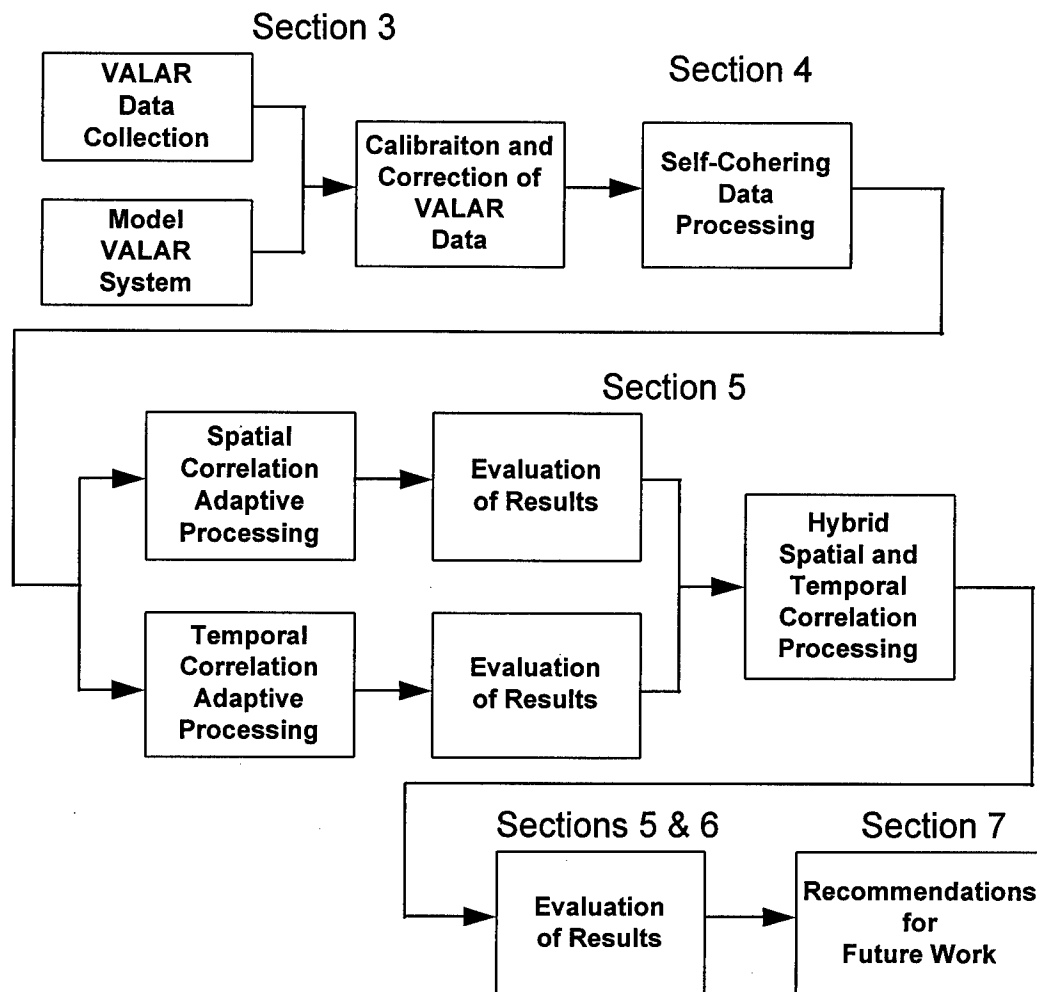 Section 3
VALAR
Data
Collection
Model
VALAR
System
Calibraiton and
Correction of
VALAR
Data
Section 4
Self-Cohering
Data
Processing
Section 5
Spatial
Correlation
Adaptive
Processing
Evaluation
of Results
Temporal
Correlation
Adaptive
Processing
Evaluation
of Results
Hybrid
Spatial and
Temporal
Correlation
Processing
Sections 5 & 6
Evaluation
of Results
Section 7
Recommendations
for
Future Work